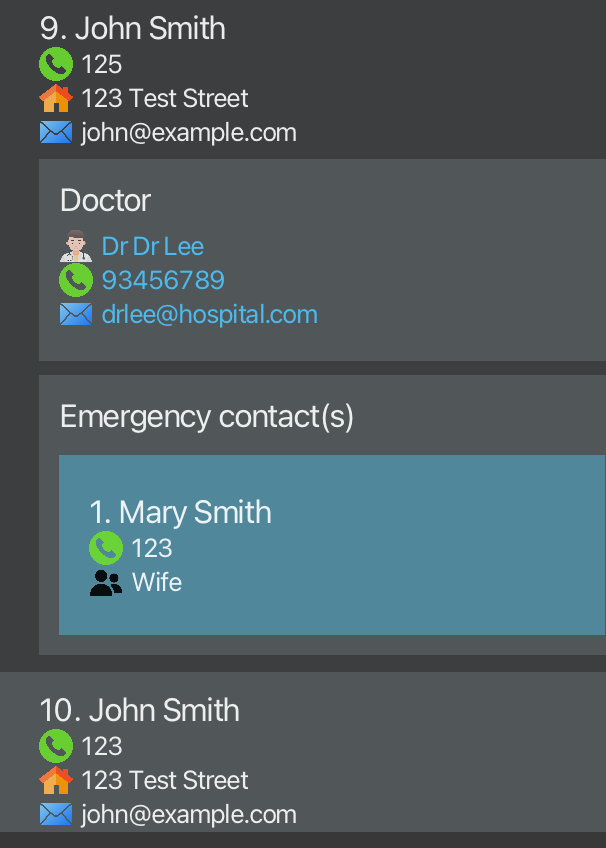 9. John Smith
125
123 Test Street
john@example.com
Doctor
Dr Dr Lee
93456789
drlee@hospital.com
Emergency contact(s)
1. Mary Smith
123
Wife
10. John Smith
123
123 Test Street
john@example.com